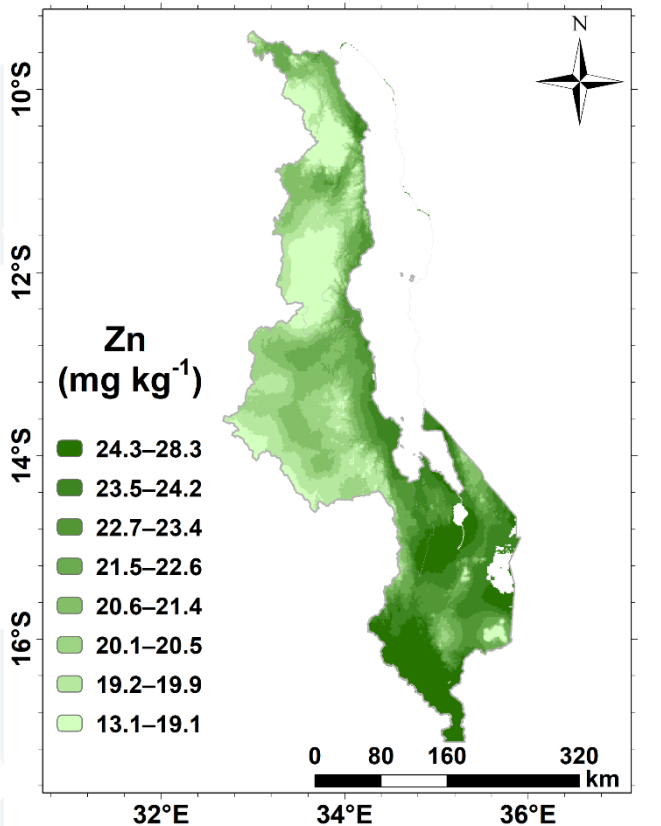 N
10°S
12°S
14°S
16°S
Zn
(mg kg⁻¹)
24.3–28.3
23.5–24.2
22.7–23.4
21.5–22.6
20.6–21.4
20.1–20.5
19.2–19.9
13.1–19.1
0 80 160 320
km
32°E 34°E 36°E